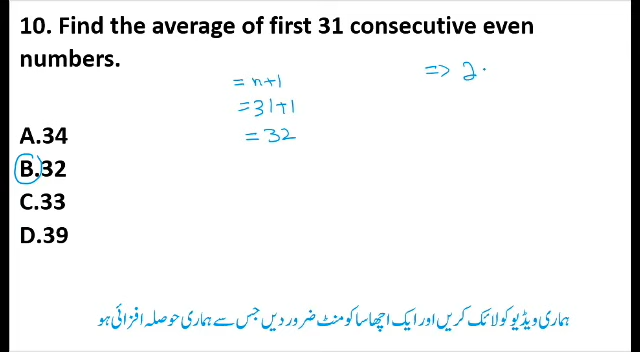 10. Find the average of first 31 consecutive even
numbers.
= n+1
= 31+1
= 32
=> 2.
A.34
B.32
C.33
D.39
ہماری ویڈیو کو لائک کریں اور ایک اچھا سا کومنٹ ضرور دیں جس سے ہماری حوصلہ افزائی ہو